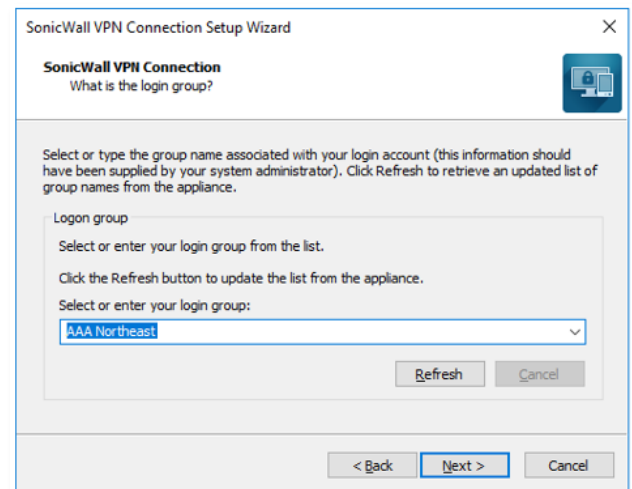 SonicWall VPN Connection Setup Wizard
SonicWall VPN Connection
What is the login group?
Select or type the group name associated with your login account (this information should
have been supplied by your system administrator). Click Refresh to retrieve an updated list of
group names from the appliance.
Logon group
Select or enter your login group from the list.
Click the Refresh button to update the list from the appliance.
Select or enter your login group:
AAA Northeast
Refresh Cancel
< Back Next > Cancel